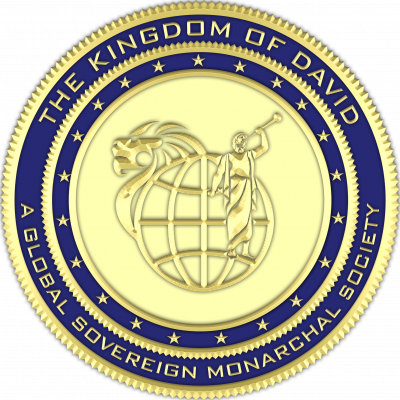 THE KINGDOM OF DAVID
A GLOBAL SOVEREIGN MONARCHAL SOCIETY